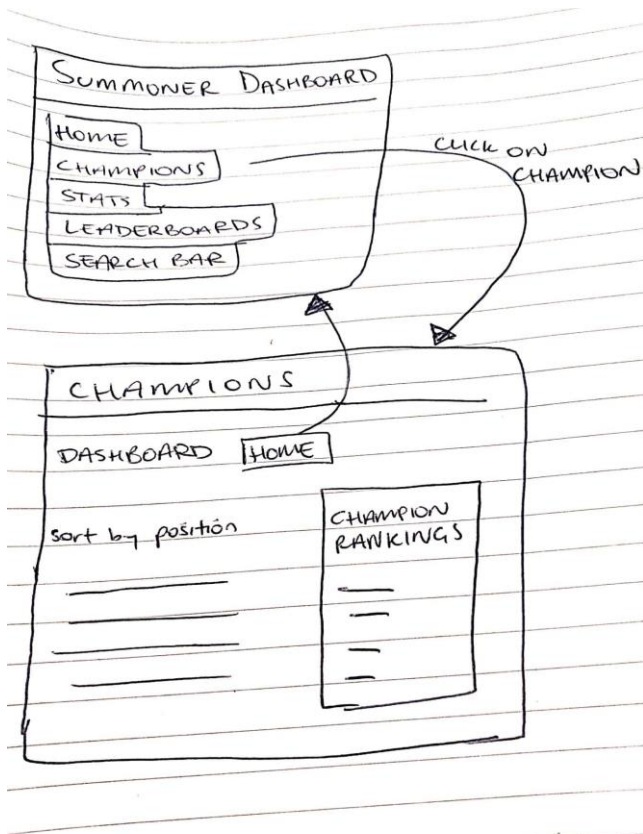 SUMMONER DASHBOARD
HOME
CHAMPIONS
STATS
LEADERBOARDS
SEARCH BAR
CLICK ON
CHAMPION
CHAMPIONS
DASHBOARD HOME
sort by position
CHAMPION
RANKINGS